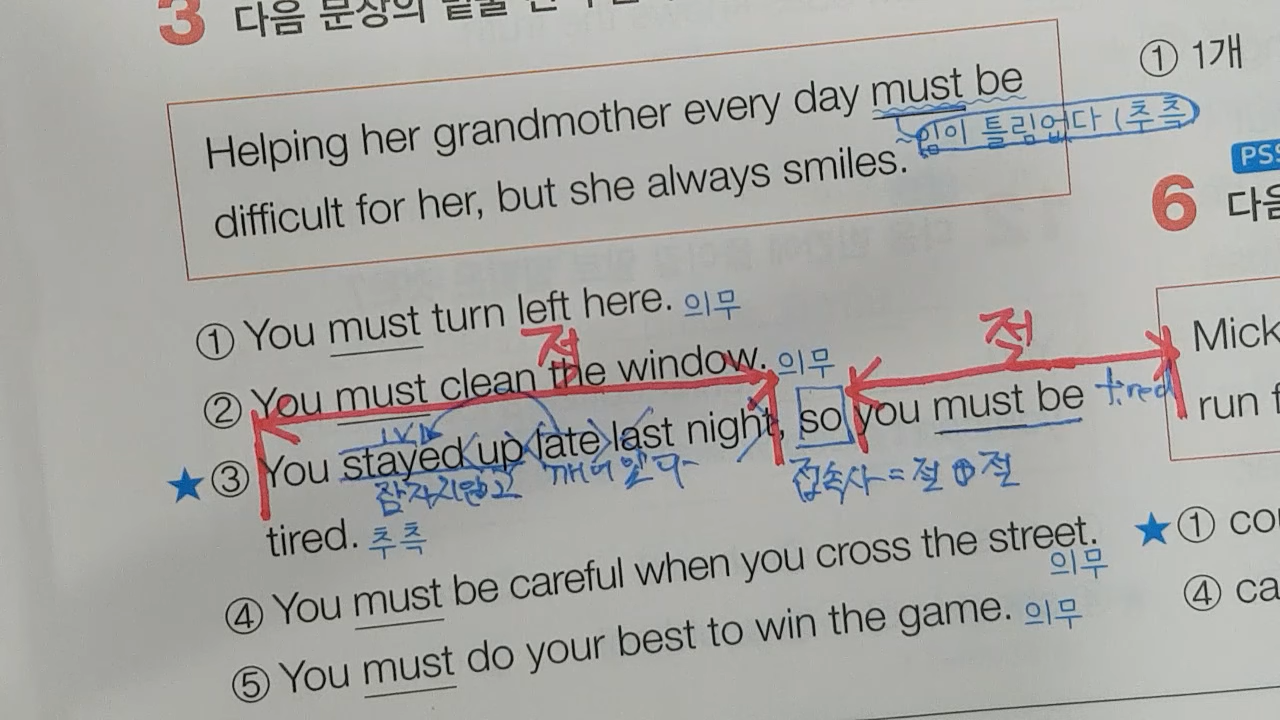 3 다음 문장의 밑줄
Helping her grandmother every day must be
~임이 틀림없다 (추측)
difficult for her, but she always smiles.
① You must turn left here. 의무
② You must clean the window. 의무
절 절
★ ③ You stayed up late last night, so you must be tired
잠자지않고 깨어있다
접속사 = 절 ⊕ 절
tired. 추측
④ You must be careful when you cross the street.
의무
⑤ You must do your best to win the game. 의무
① 1개
PSS
6 다음
Mick
run
★ ① co
④ ca